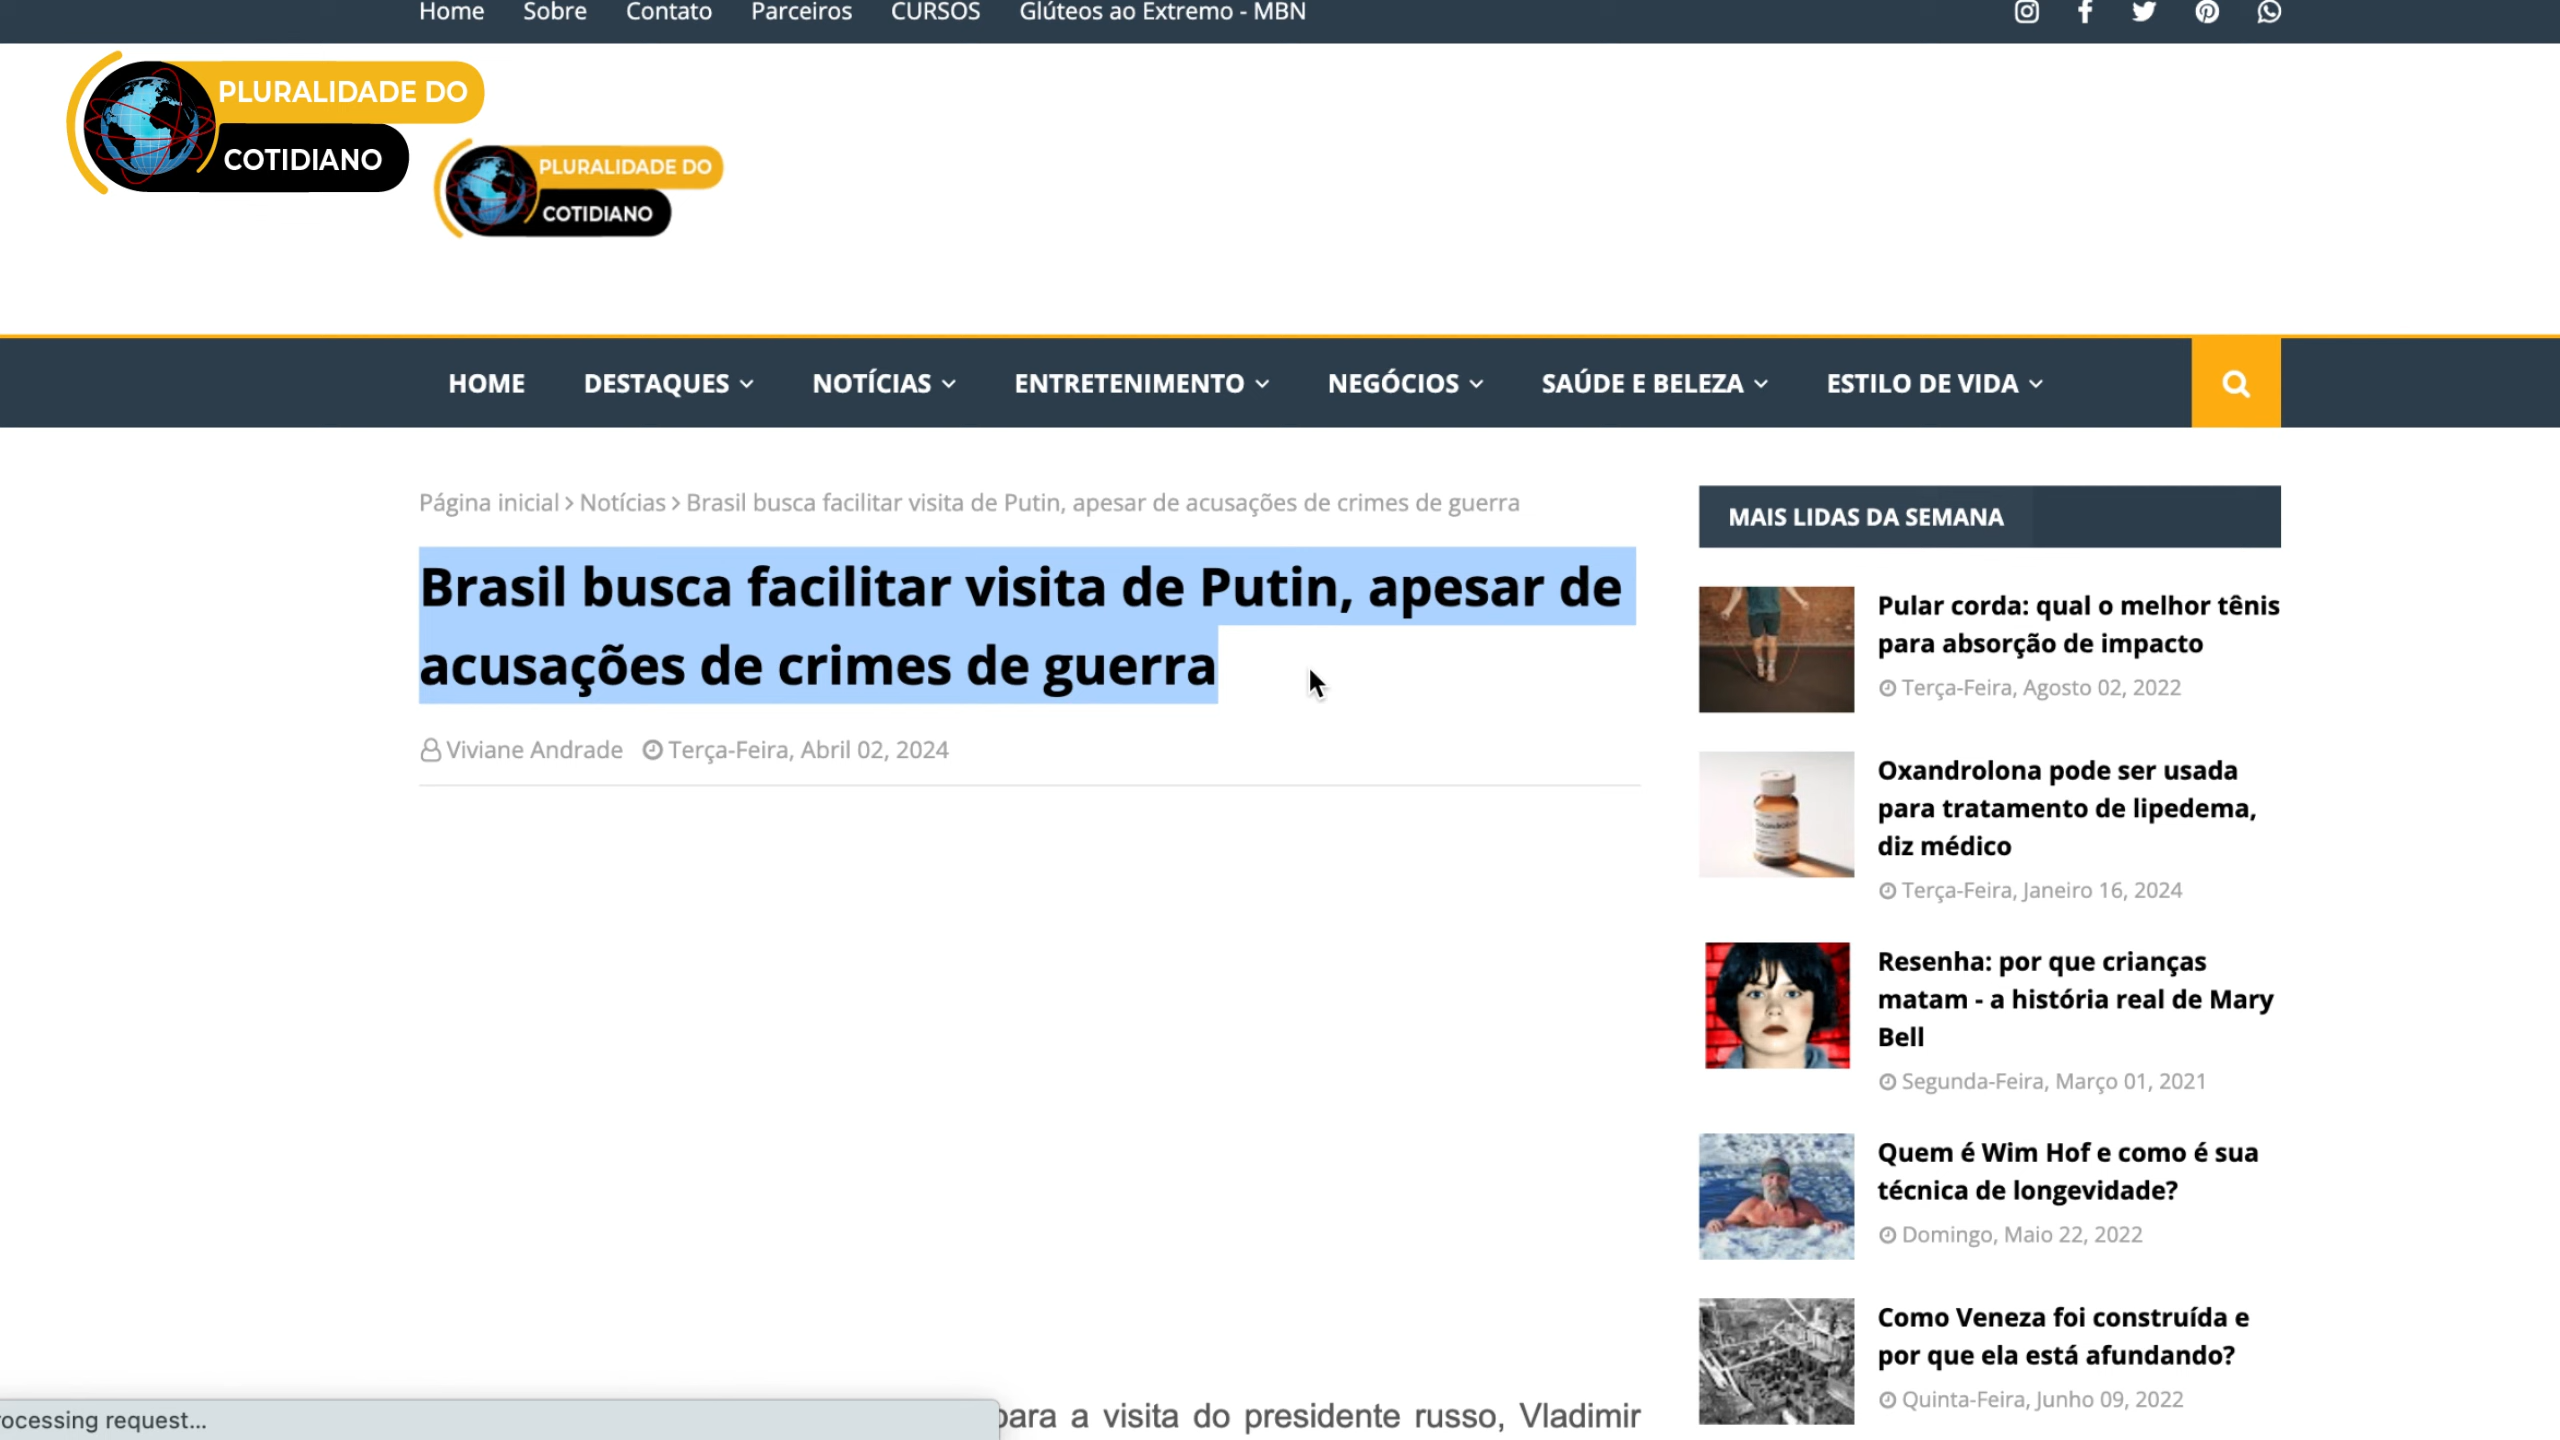 Home Sobre Contato Parceiros CURSOS Glúteos ao Extremo - MBN
PLURALIDADE DO
COTIDIANO
PLURALIDADE DO
COTIDIANO
HOME DESTAQUES NOTÍCIAS ENTRETENIMENTO NEGÓCIOS SAÚDE E BELEZA ESTILO DE VIDA
Página inicial > Notícias > Brasil busca facilitar visita de Putin, apesar de acusações de crimes de guerra
Brasil busca facilitar visita de Putin, apesar de
acusações de crimes de guerra
Viviane Andrade Terça-Feira, Abril 02, 2024
para a visita do presidente russo, Vladimir
ocessing request...
MAIS LIDAS DA SEMANA
Pular corda: qual o melhor tênis
para absorção de impacto
Terça-Feira, Agosto 02, 2022
Oxandrolona pode ser usada
para tratamento de lipedema,
diz médico
Terça-Feira, Janeiro 16, 2024
Resenha: por que crianças
matam - a história real de Mary
Bell
Segunda-Feira, Março 01, 2021
Quem é Wim Hof e como é sua
técnica de longevidade?
Domingo, Maio 22, 2022
Como Veneza foi construída e
por que ela está afundando?
Quinta-Feira, Junho 09, 2022